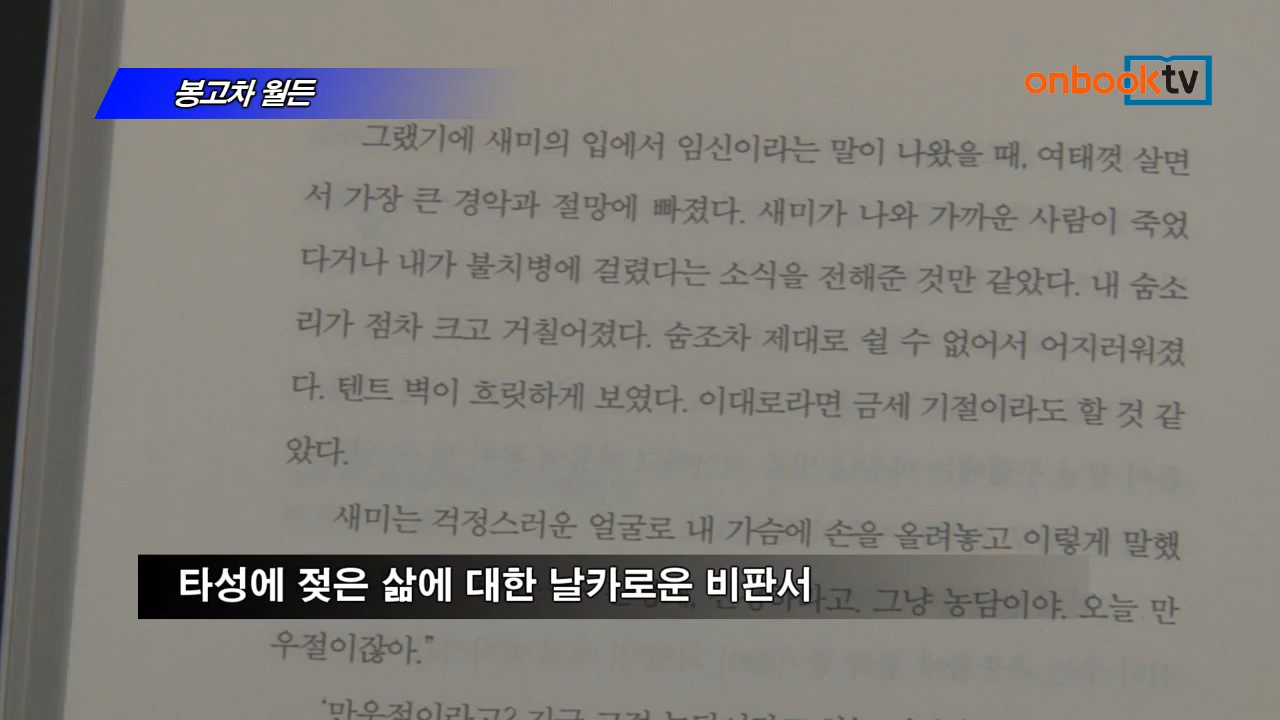 봉고차 월든
onbooktv
그랬기에 새미의 입에서 임신이라는 말이 나왔을 때, 여태껏 살면
서 가장 큰 경악과 절망에 빠졌다. 새미가 나와 가까운 사람이 죽었
다거나 내가 불치병에 걸렸다는 소식을 전해준 것만 같았다. 내 숨소
리가 점차 크고 거칠어졌다. 숨조차 제대로 쉴 수 없어서 어지러워졌
다. 텐트 벽이 흐릿하게 보였다. 이대로라면 금세 기절이라도 할 것 같
았다.
새미는 걱정스러운 얼굴로 내 가슴에 손을 올려놓고 이렇게 말했
타성에 젖은 삶에 대한 날카로운 비판서
그냥 농담이야. 오늘 만
우절이잖아.”
‘만우절이라고? 지금